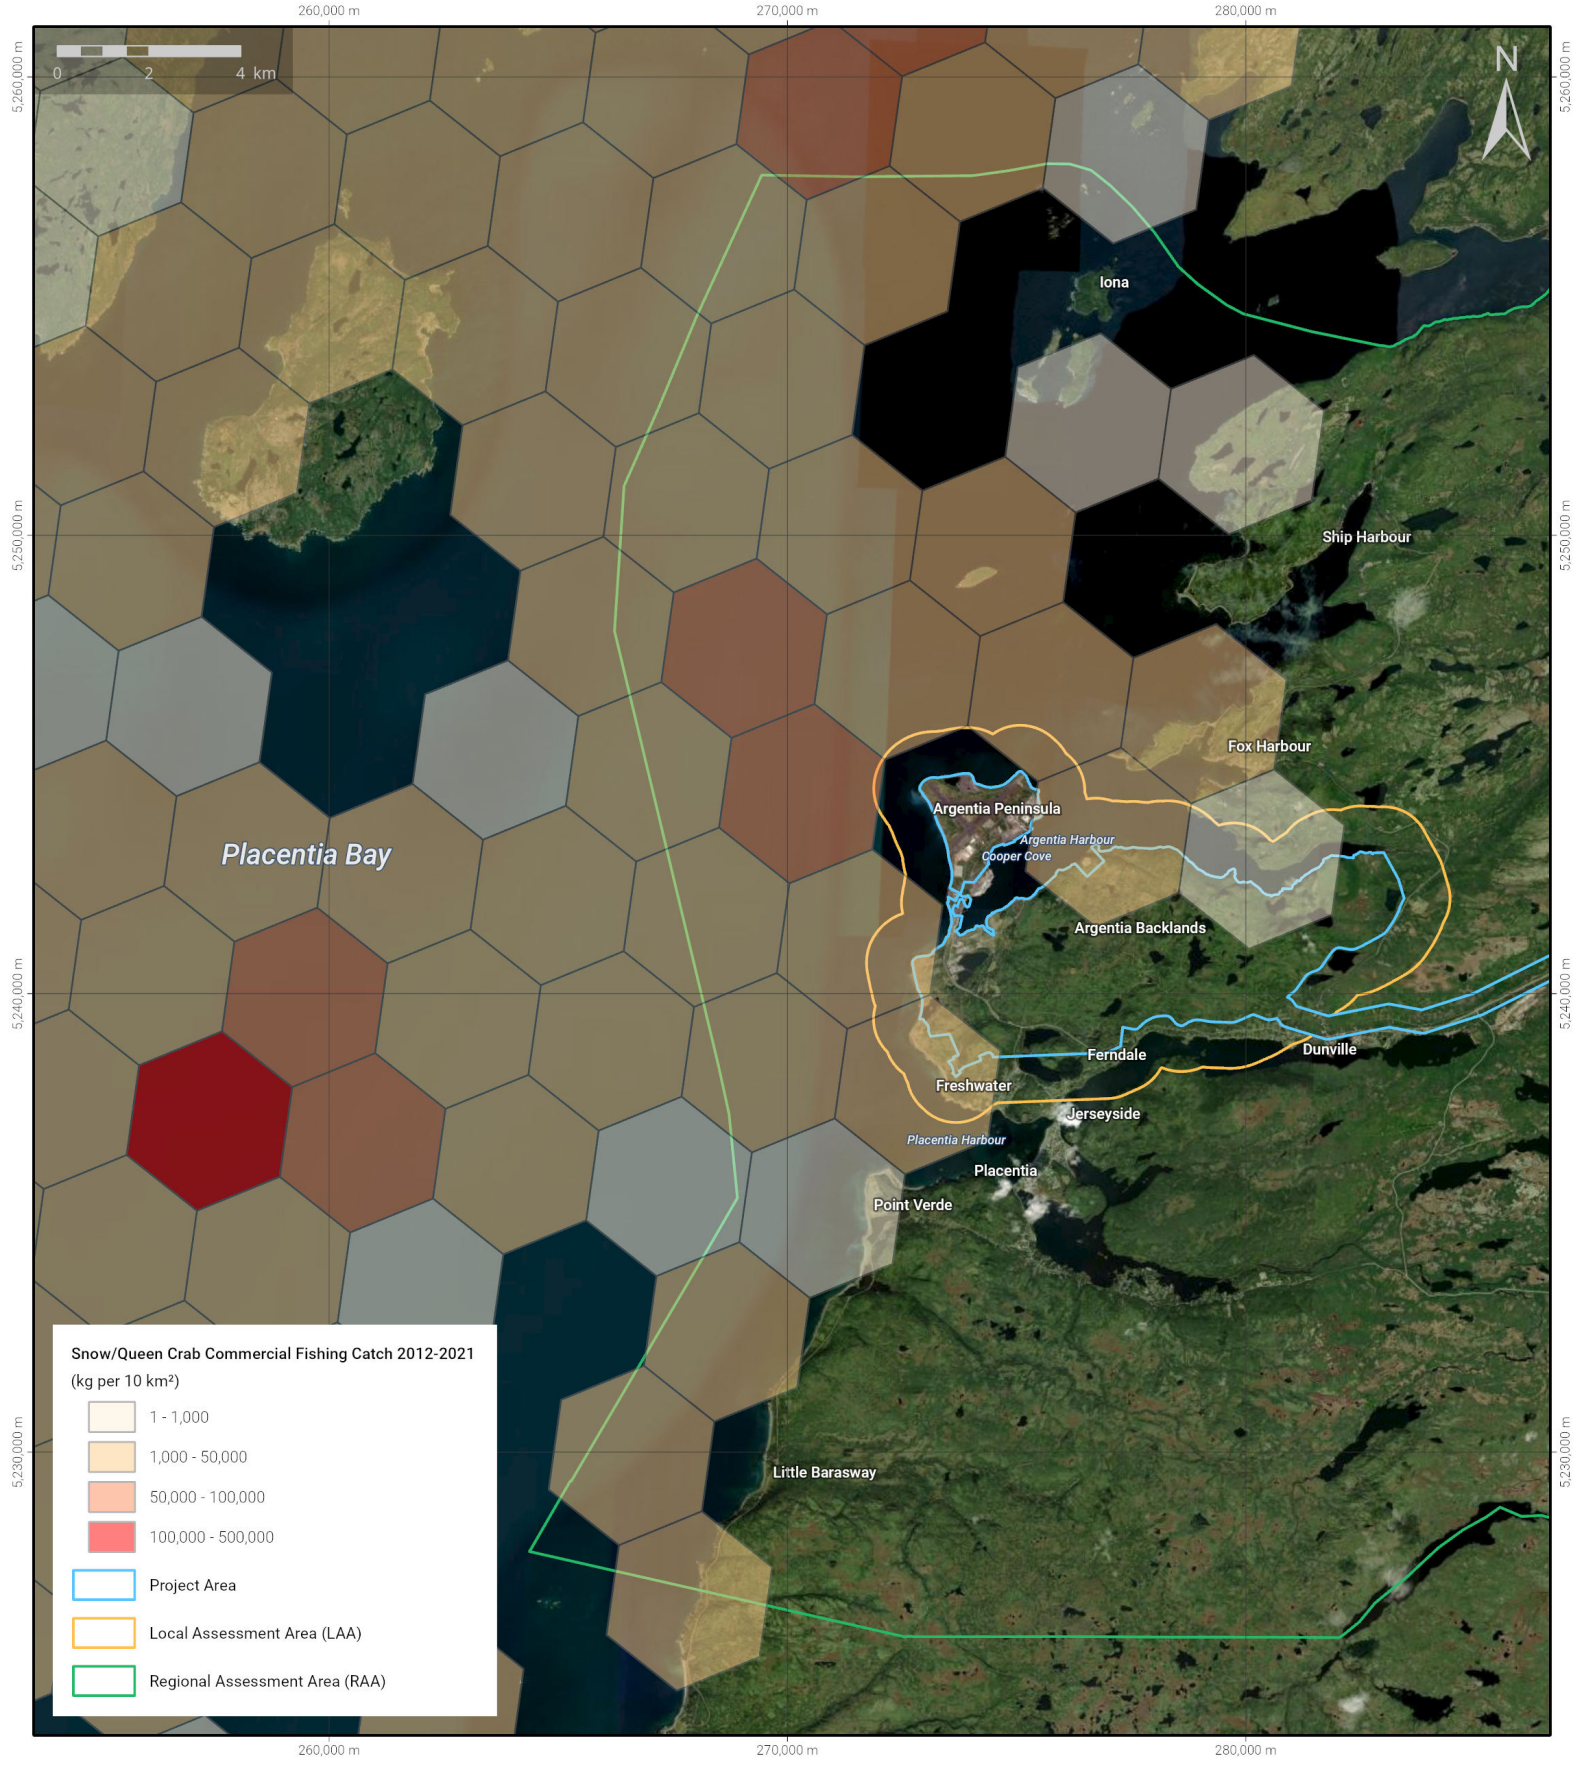 260,000 m
270,000 m
280,000 m
5,260,000 m
5,260,000 m
0 2 4 km
N
Iona
5,250,000 m
5,250,000 m
Ship Harbour
Fox Harbour
Argentia Peninsula
Argentia Harbour
Cooper Cove
Placentia Bay
Argentia Backlands
5,240,000 m
5,240,000 m
Ferndale
Dunville
Freshwater
Jerseyside
Placentia Harbour
Placentia
Point Verde
Snow/Queen Crab Commercial Fishing Catch 2012-2021
(kg per 10 km²)
1 - 1,000
1,000 - 50,000
50,000 - 100,000
100,000 - 500,000
Project Area
Local Assessment Area (LAA)
Regional Assessment Area (RAA)
5,230,000 m
5,230,000 m
Little Barasway
260,000 m
270,000 m
280,000 m